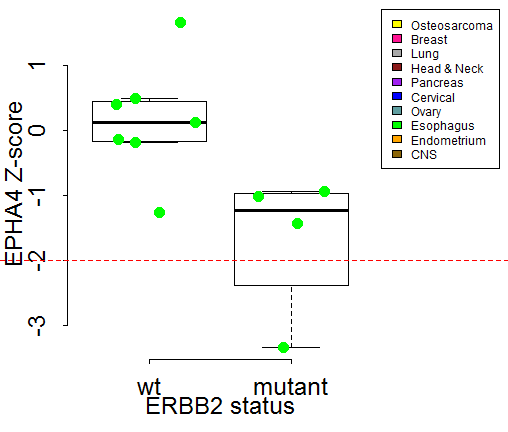 Osteosarcoma
Breast
Lung
Head & Neck
Pancreas
Cervical
Ovary
Esophagus
Endometrium
CNS
EPHA4 Z-score
1
0
-1
-2
-3
wt mutant
ERBB2 status